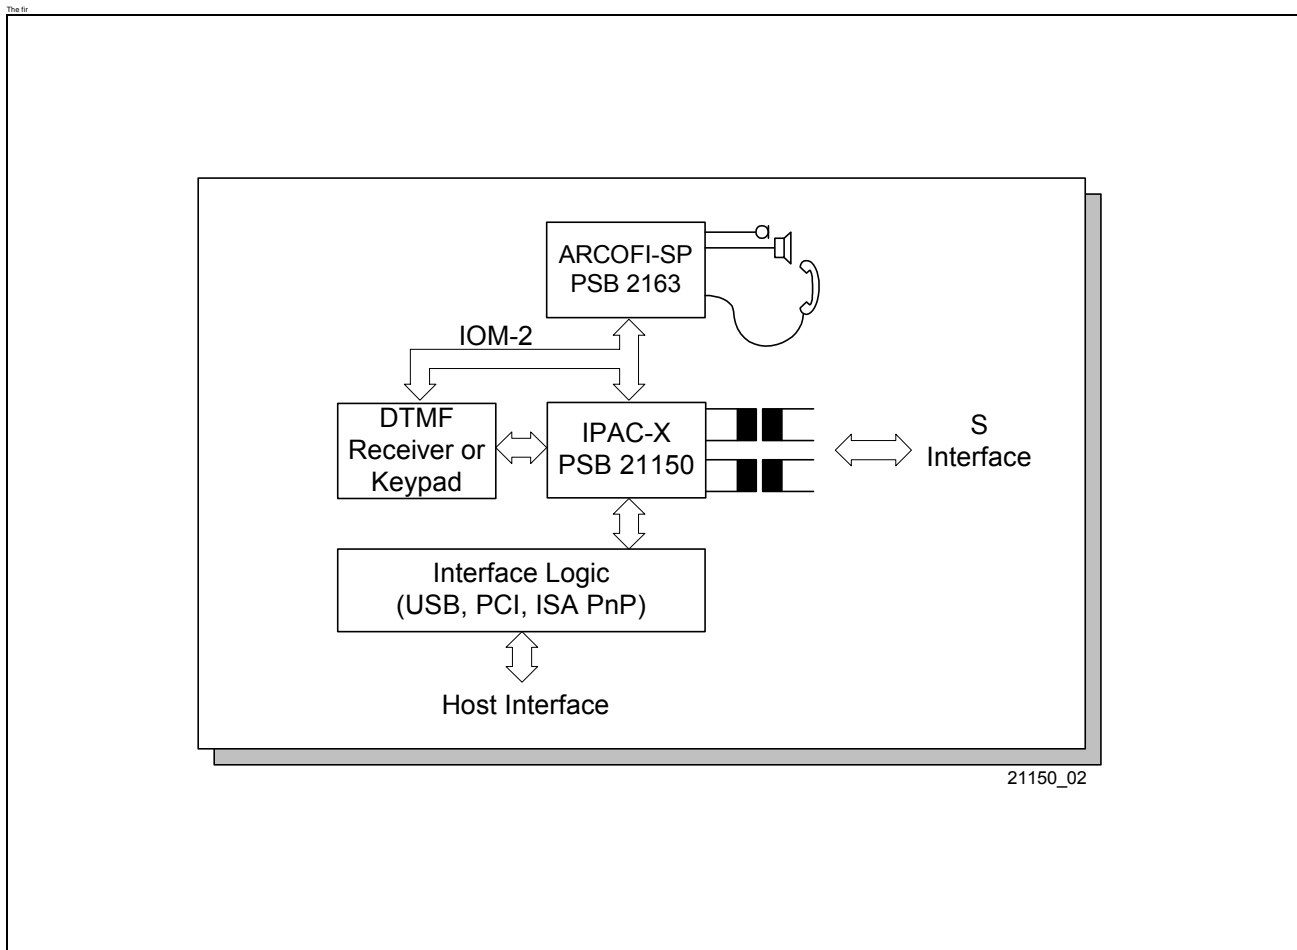 The fir
ARCOFI-SP
PSB 2163
IOM-2
DTMF
Receiver or
Keypad
IPAC-X
PSB 21150
S
Interface
Interface Logic
(USB, PCI, ISA PnP)
Host Interface
21150_02